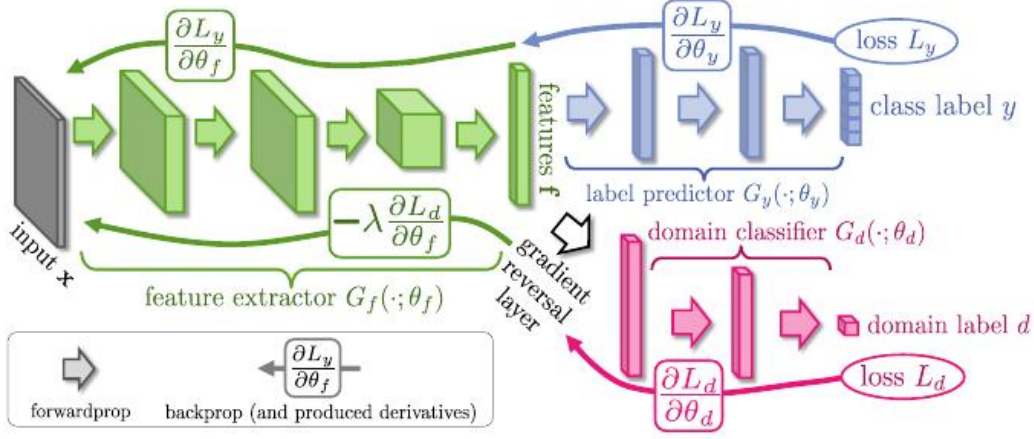 ∂L_y/∂θ_f
∂L_y/∂θ_y
loss L_y
features f
class label y
label predictor G_y(·; θ_y)
input x
−λ ∂L_d/∂θ_f
feature extractor G_f(·; θ_f)
gradient
reversal
layer
domain classifier G_d(·; θ_d)
domain label d
∂L_d/∂θ_d
loss L_d
forwardprop
∂L_y/∂θ_f
backprop (and produced derivatives)